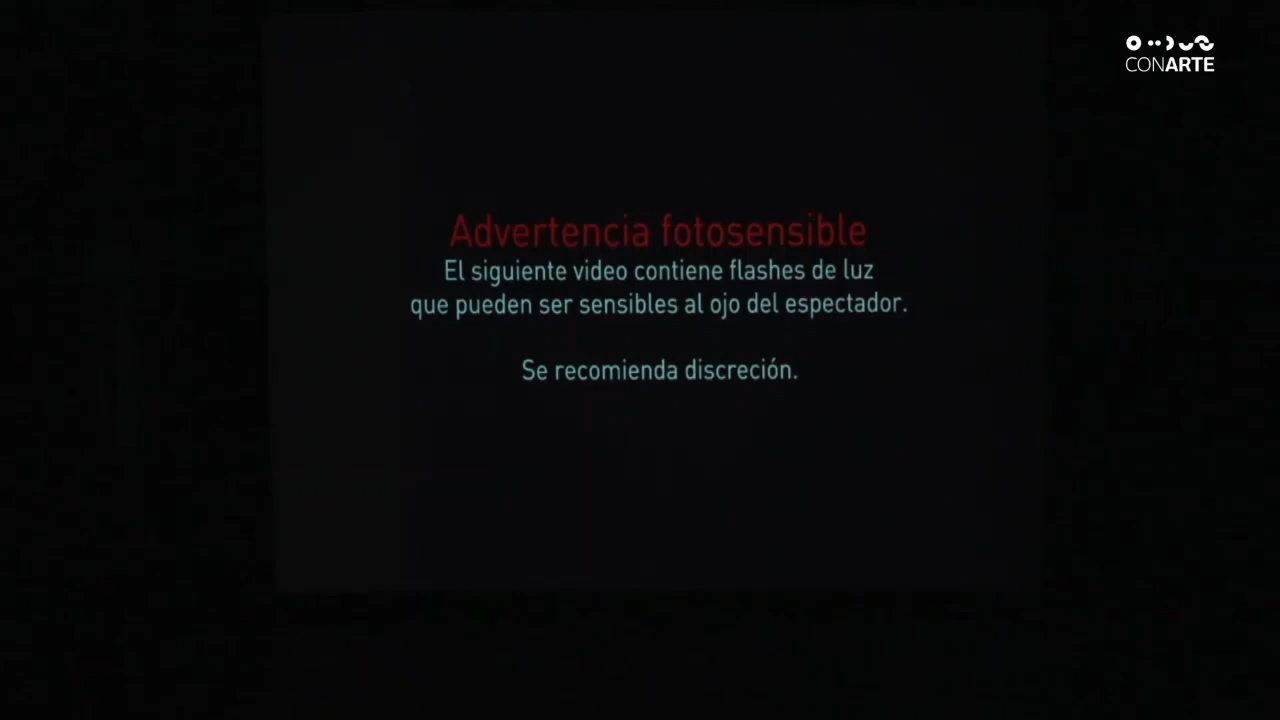 CONARTE
Advertencia fotosensible
El siguiente video contiene flashes de luz
que pueden ser sensibles al ojo del espectador.
Se recomienda discreción.